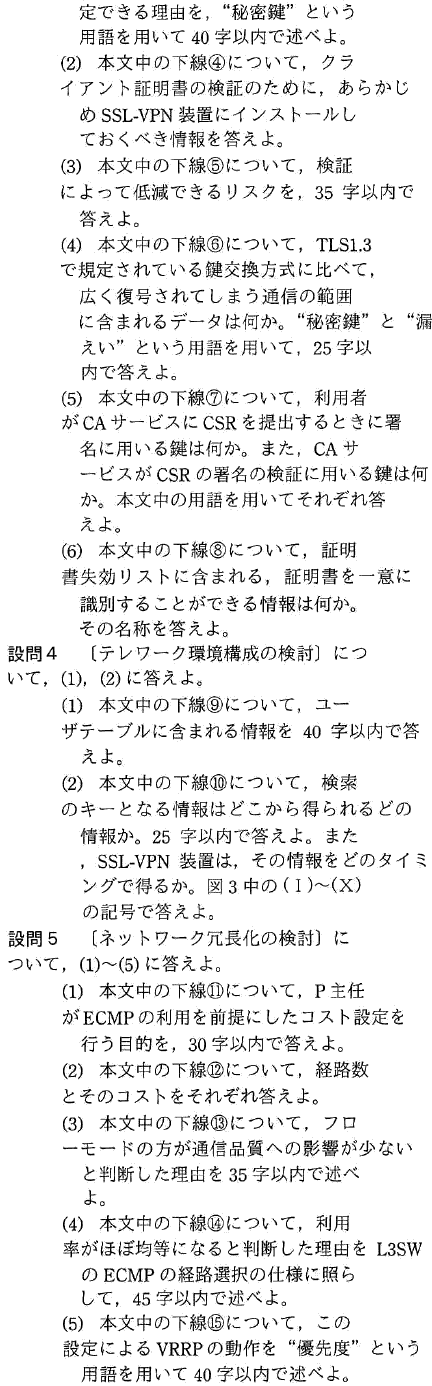 定できる理由を，“秘密鍵”という
用語を用いて 40 字以内で述べよ。
(2) 本文中の下線④について，クラ
イアント証明書の検証のために，あらかじ
め SSL-VPN 装置にインストールし
ておくべき情報を答えよ。
(3) 本文中の下線⑤について，検証
によって低減できるリスクを，35 字以内で
答えよ。
(4) 本文中の下線⑥について，TLS1.3
で規定されている鍵交換方式に比べて，
広く復号されてしまう通信の範囲
に含まれるデータは何か。“秘密鍵”と“漏
えい”という用語を用いて，25 字以
内で答えよ。
(5) 本文中の下線⑦について，利用者
が CA サービスに CSR を提出するときに署
名に用いる鍵は何か。また，CA サ
ービスが CSR の署名の検証に用いる鍵は何
か。本文中の用語を用いてそれぞれ答
えよ。
(6) 本文中の下線⑧について，証明
書失効リストに含まれる，証明書を一意に
識別することができる情報は何か。
その名称を答えよ。
設問４ 〔テレワーク環境構成の検討〕につ
いて，(1)，(2) に答えよ。
(1) 本文中の下線⑨について，ユー
ザテーブルに含まれる情報を 40 字以内で答
えよ。
(2) 本文中の下線⑩について，検索
のキーとなる情報はどこから得られるどの
情報か。25 字以内で答えよ。また
，SSL-VPN 装置は，その情報をどのタイミ
ングで得るか。図 3 中の (Ｉ)～(Ｘ)
の記号で答えよ。
設問５ 〔ネットワーク冗長化の検討〕に
ついて，(1)～(5) に答えよ。
(1) 本文中の下線⑪について，P 主任
が ECMP の利用を前提にしたコスト設定を
行う目的を，30 字以内で答えよ。
(2) 本文中の下線⑫について，経路数
とそのコストをそれぞれ答えよ。
(3) 本文中の下線⑬について，フロ
ーモードの方が通信品質への影響が少ない
と判断した理由を 35 字以内で述べ
よ。
(4) 本文中の下線⑭について，利用
率がほぼ均等になると判断した理由を L3SW
の ECMP の経路選択の仕様に照ら
して，45 字以内で述べよ。
(5) 本文中の下線⑮について，この
設定による VRRP の動作を“優先度”という
用語を用いて 40 字以内で述べよ。